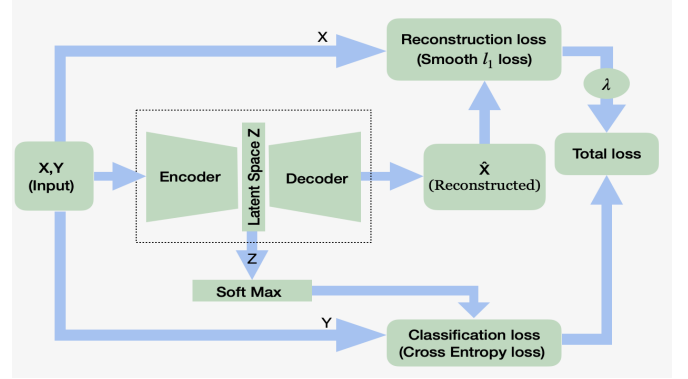 X
Reconstruction loss
(Smooth l₁ loss)
λ
X,Y
(Input)
Encoder
Latent Space Z
Decoder
X̂
(Reconstructed)
Total loss
Z
Soft Max
Y
Classification loss
(Cross Entropy loss)